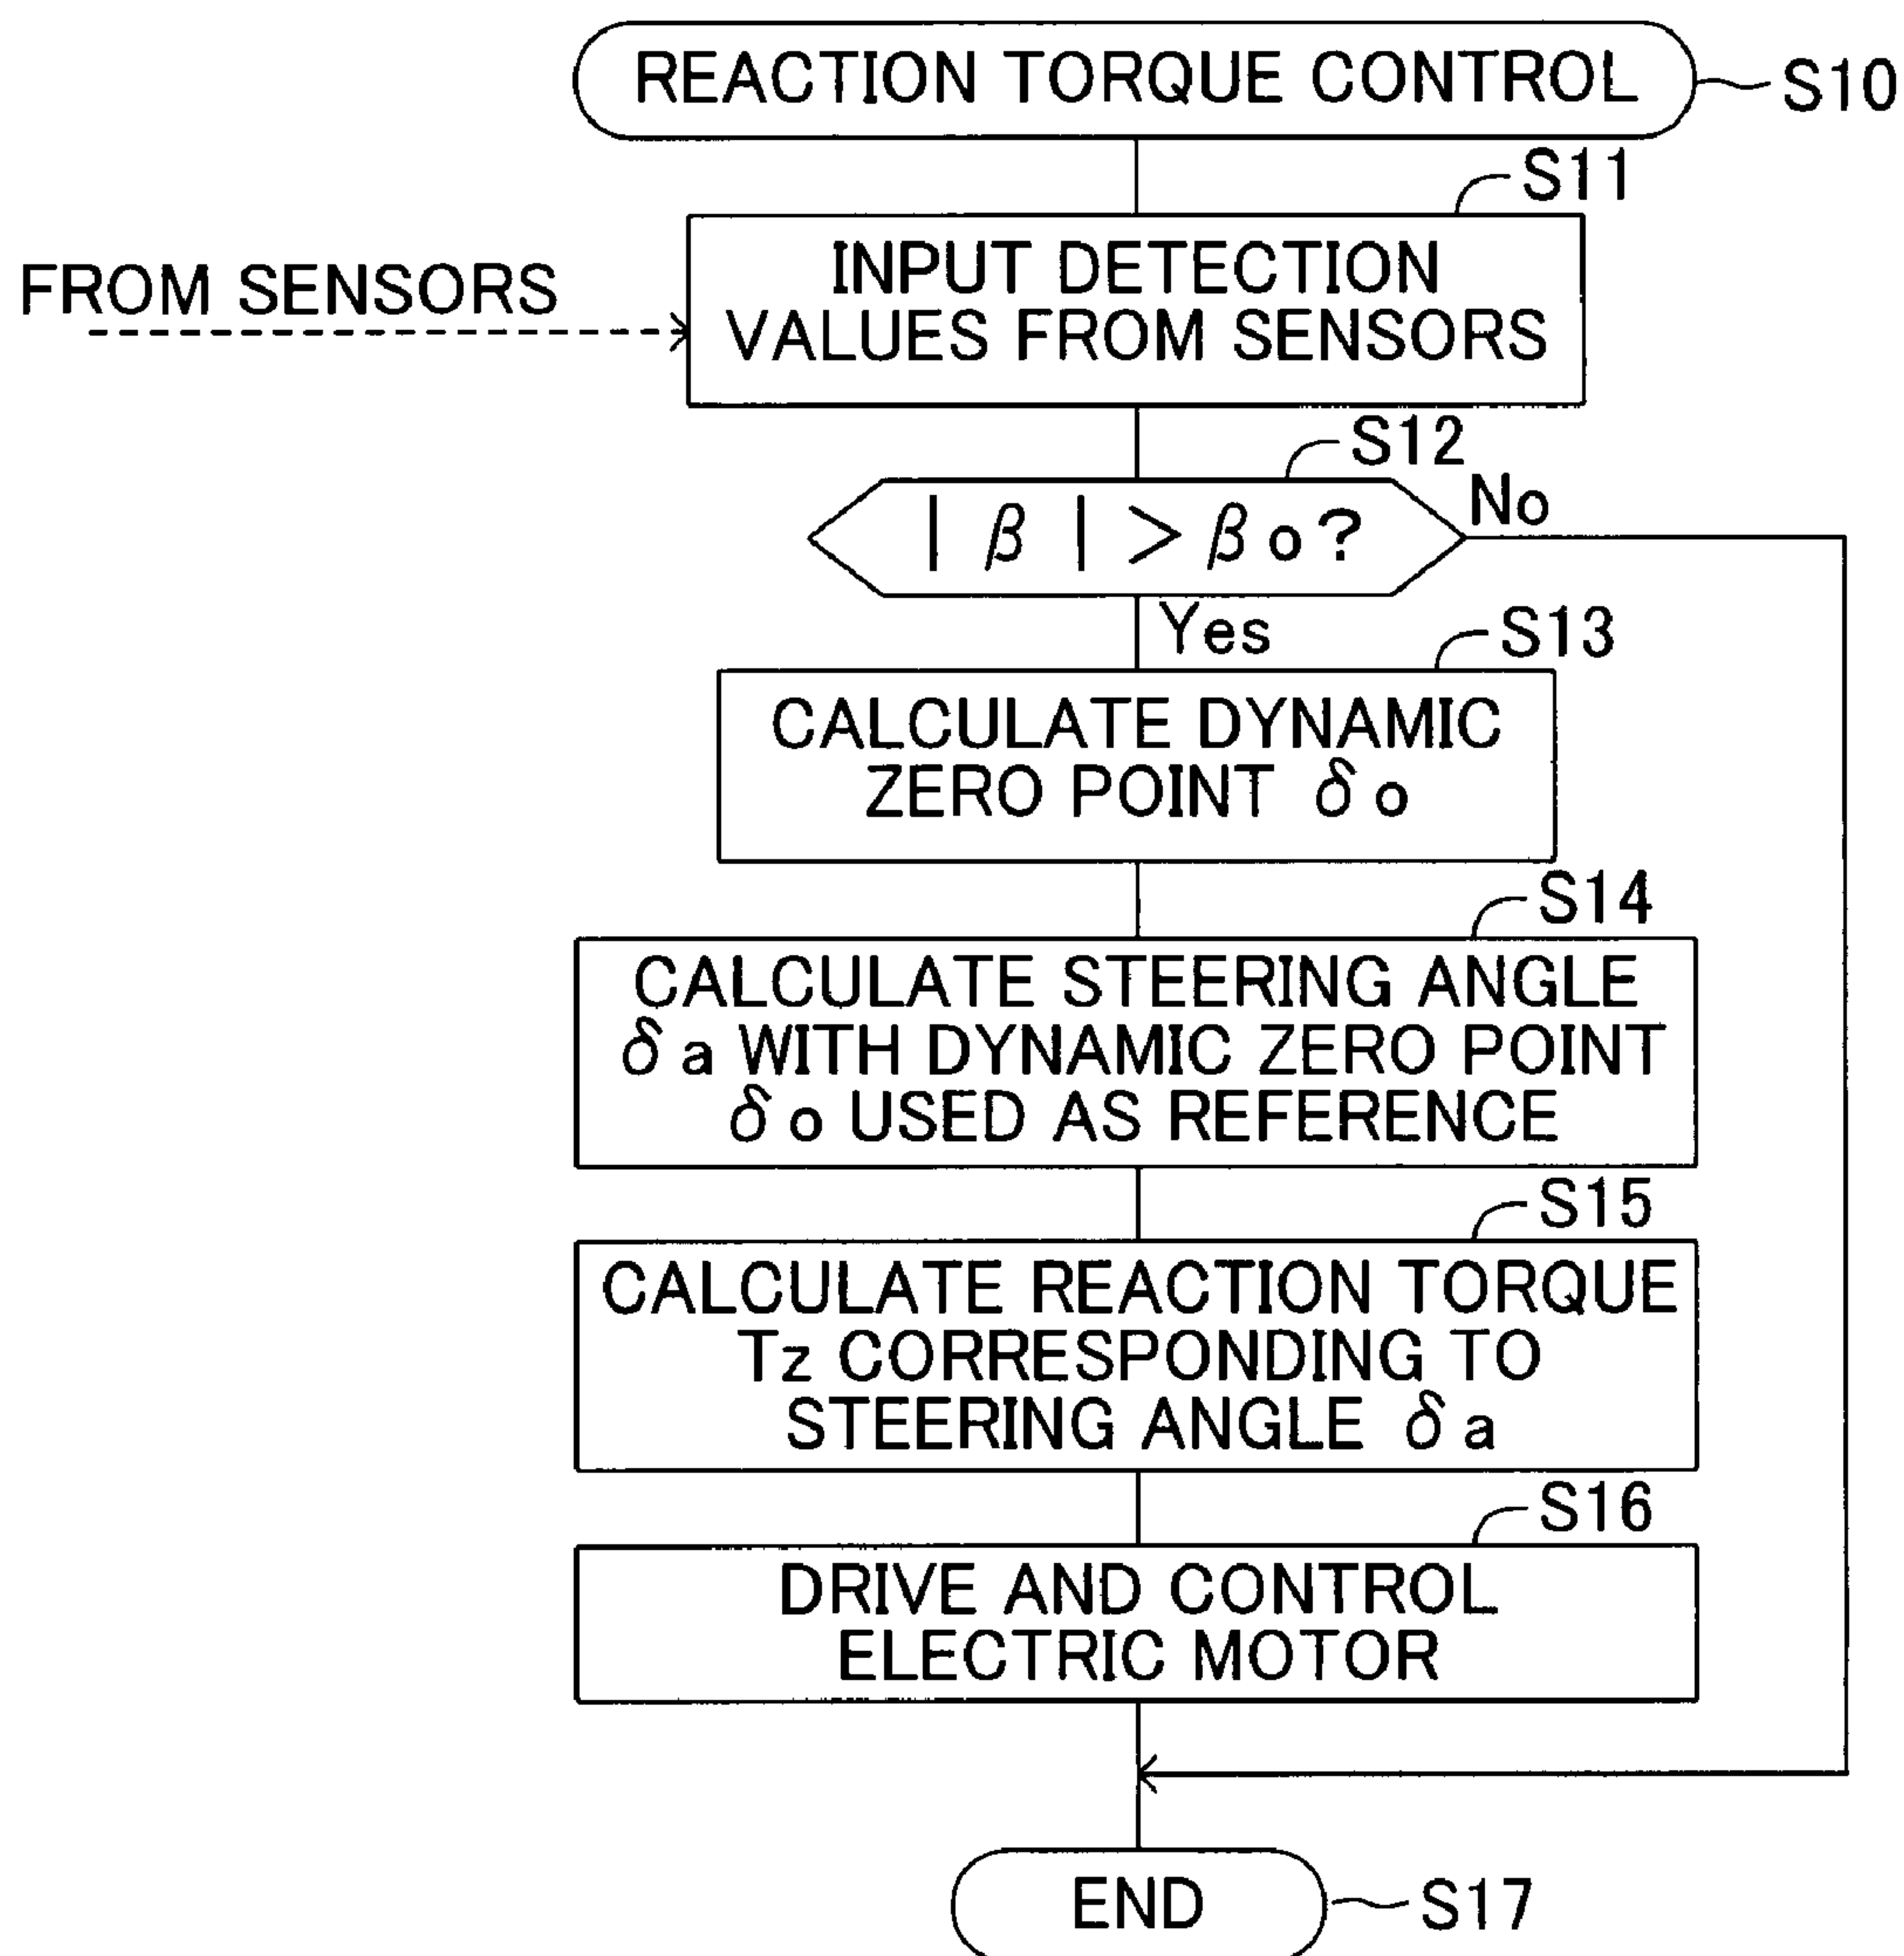 REACTION TORQUE CONTROL
S10
S11
INPUT DETECTION
VALUES FROM SENSORS
FROM SENSORS
S12
| β | > βo?
No
Yes
S13
CALCULATE DYNAMIC
ZERO POINT δo
S14
CALCULATE STEERING ANGLE
δa WITH DYNAMIC ZERO POINT
δo USED AS REFERENCE
S15
CALCULATE REACTION TORQUE
Tz CORRESPONDING TO
STEERING ANGLE δa
S16
DRIVE AND CONTROL
ELECTRIC MOTOR
END
S17